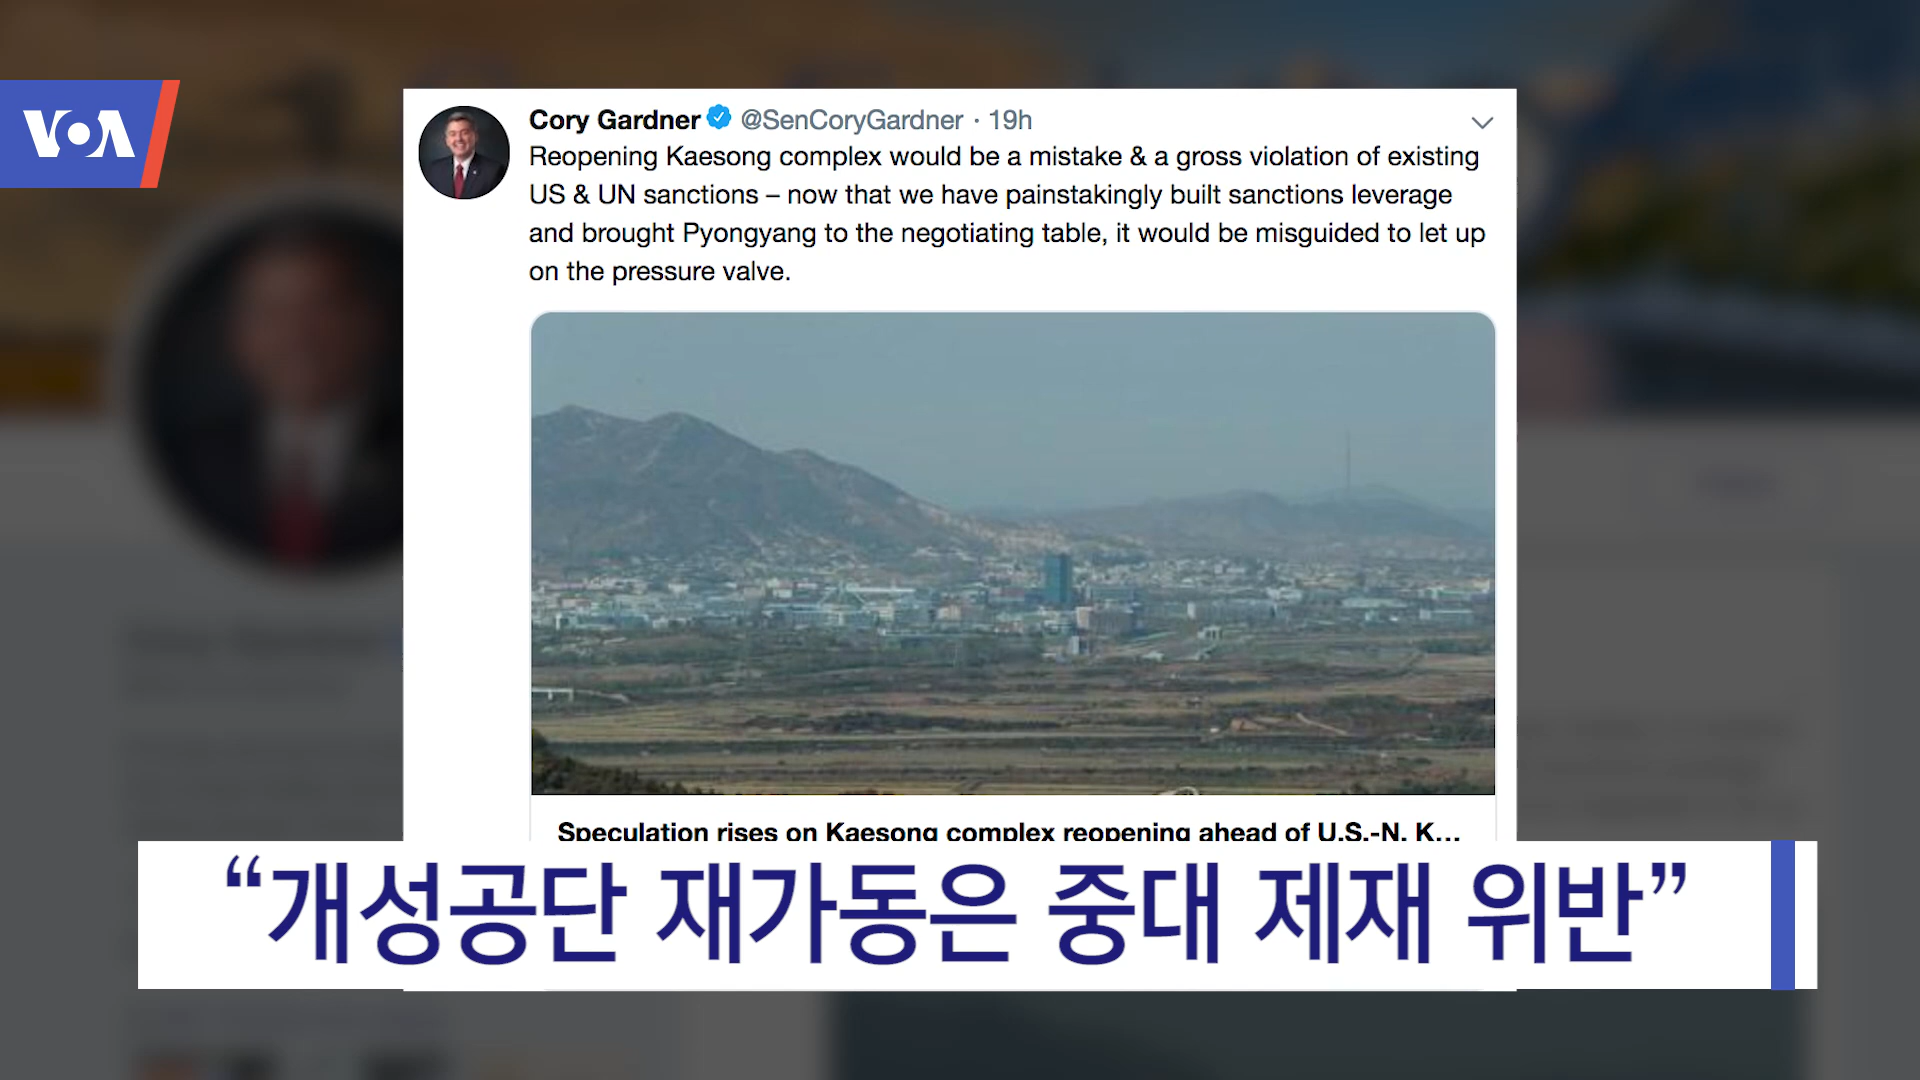 VOA
Cory Gardner @SenCoryGardner · 19h
Reopening Kaesong complex would be a mistake & a gross violation of existing
US & UN sanctions – now that we have painstakingly built sanctions leverage
and brought Pyongyang to the negotiating table, it would be misguided to let up
on the pressure valve.
Speculation rises on Kaesong complex reopening ahead of U.S.-N. K...
“개성공단 재가동은 중대 제재 위반”